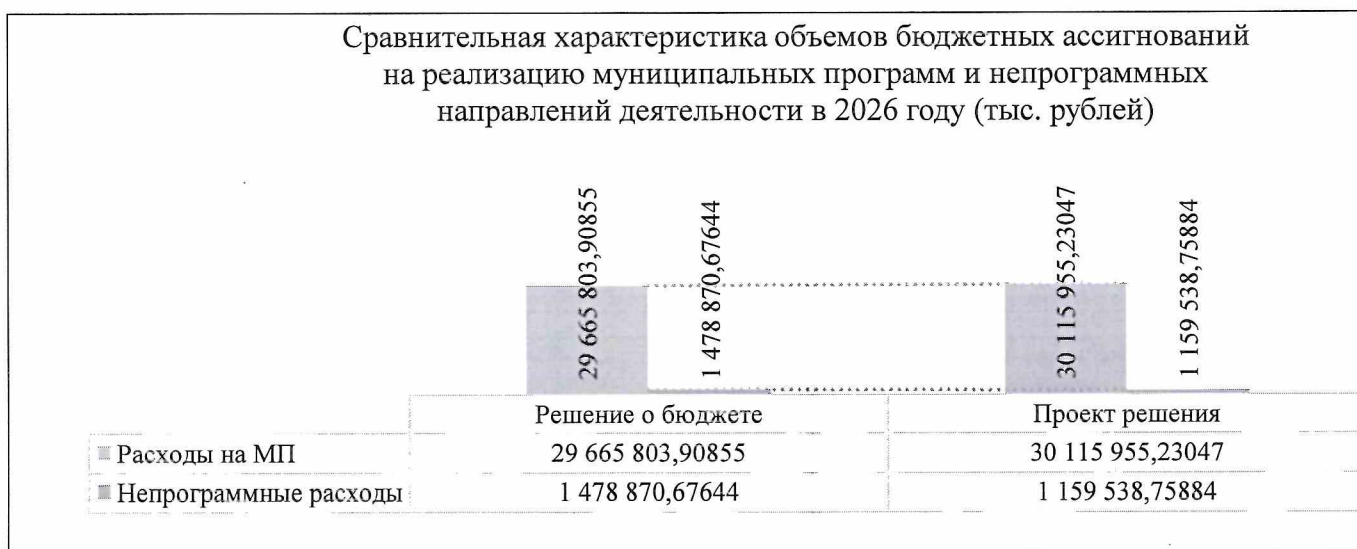 Сравнительная характеристика объемов бюджетных ассигнований
на реализацию муниципальных программ и непрограммных
направлений деятельности в 2026 году (тыс. рублей)
29 665 803,90855
1 478 870,67644
30 115 955,23047
1 159 538,75884
Решение о бюджете Проект решения
Расходы на МП 29 665 803,90855 30 115 955,23047
Непрограммные расходы 1 478 870,67644 1 159 538,75884